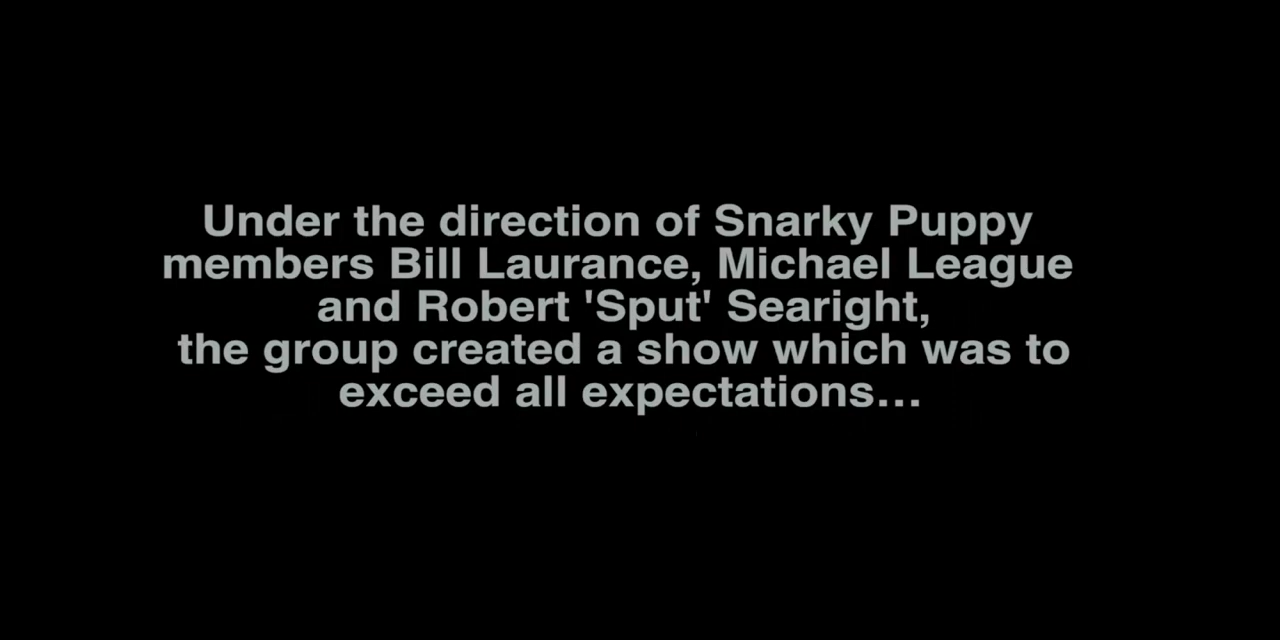 Under the direction of Snarky Puppy
members Bill Laurance, Michael League
and Robert 'Sput' Searight,
the group created a show which was to
exceed all expectations...